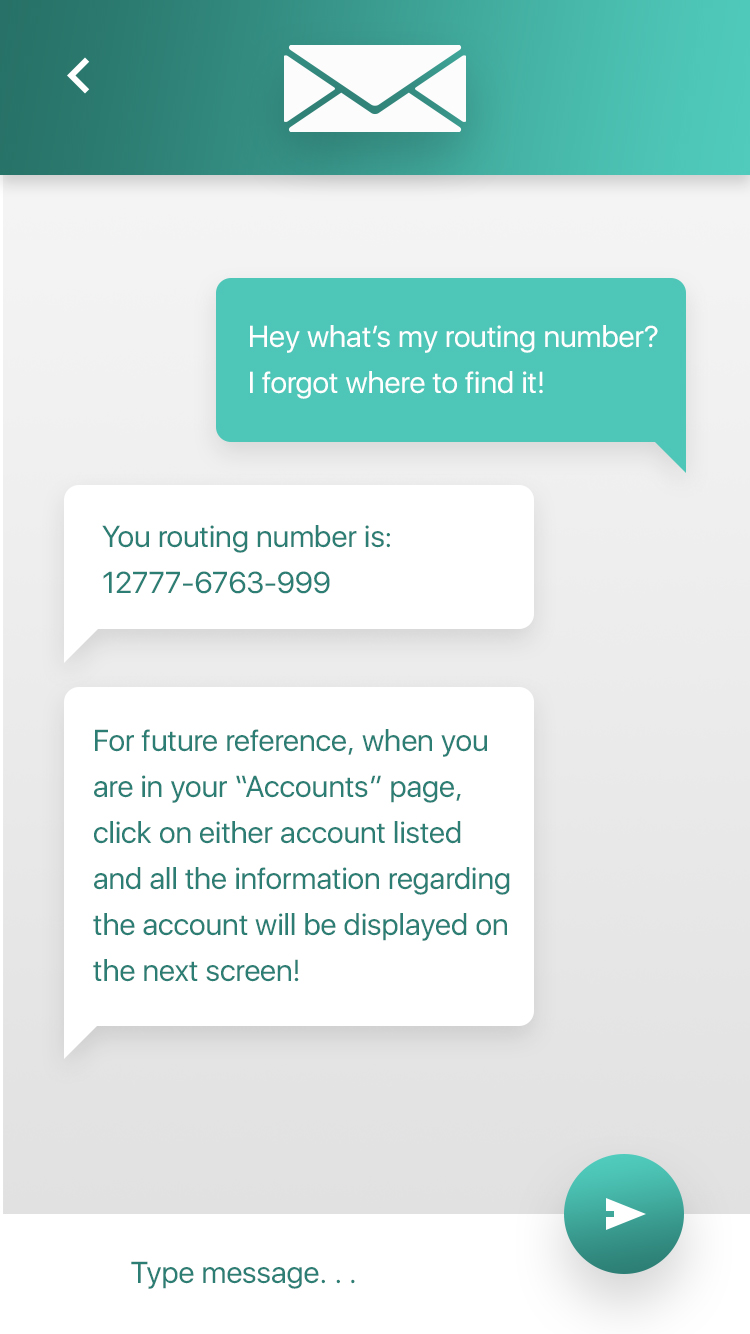 Hey what’s my routing number?
I forgot where to find it!
You routing number is:
12777-6763-999
For future reference, when you
are in your “Accounts” page,
click on either account listed
and all the information regarding
the account will be displayed on
the next screen!
Type message. . .